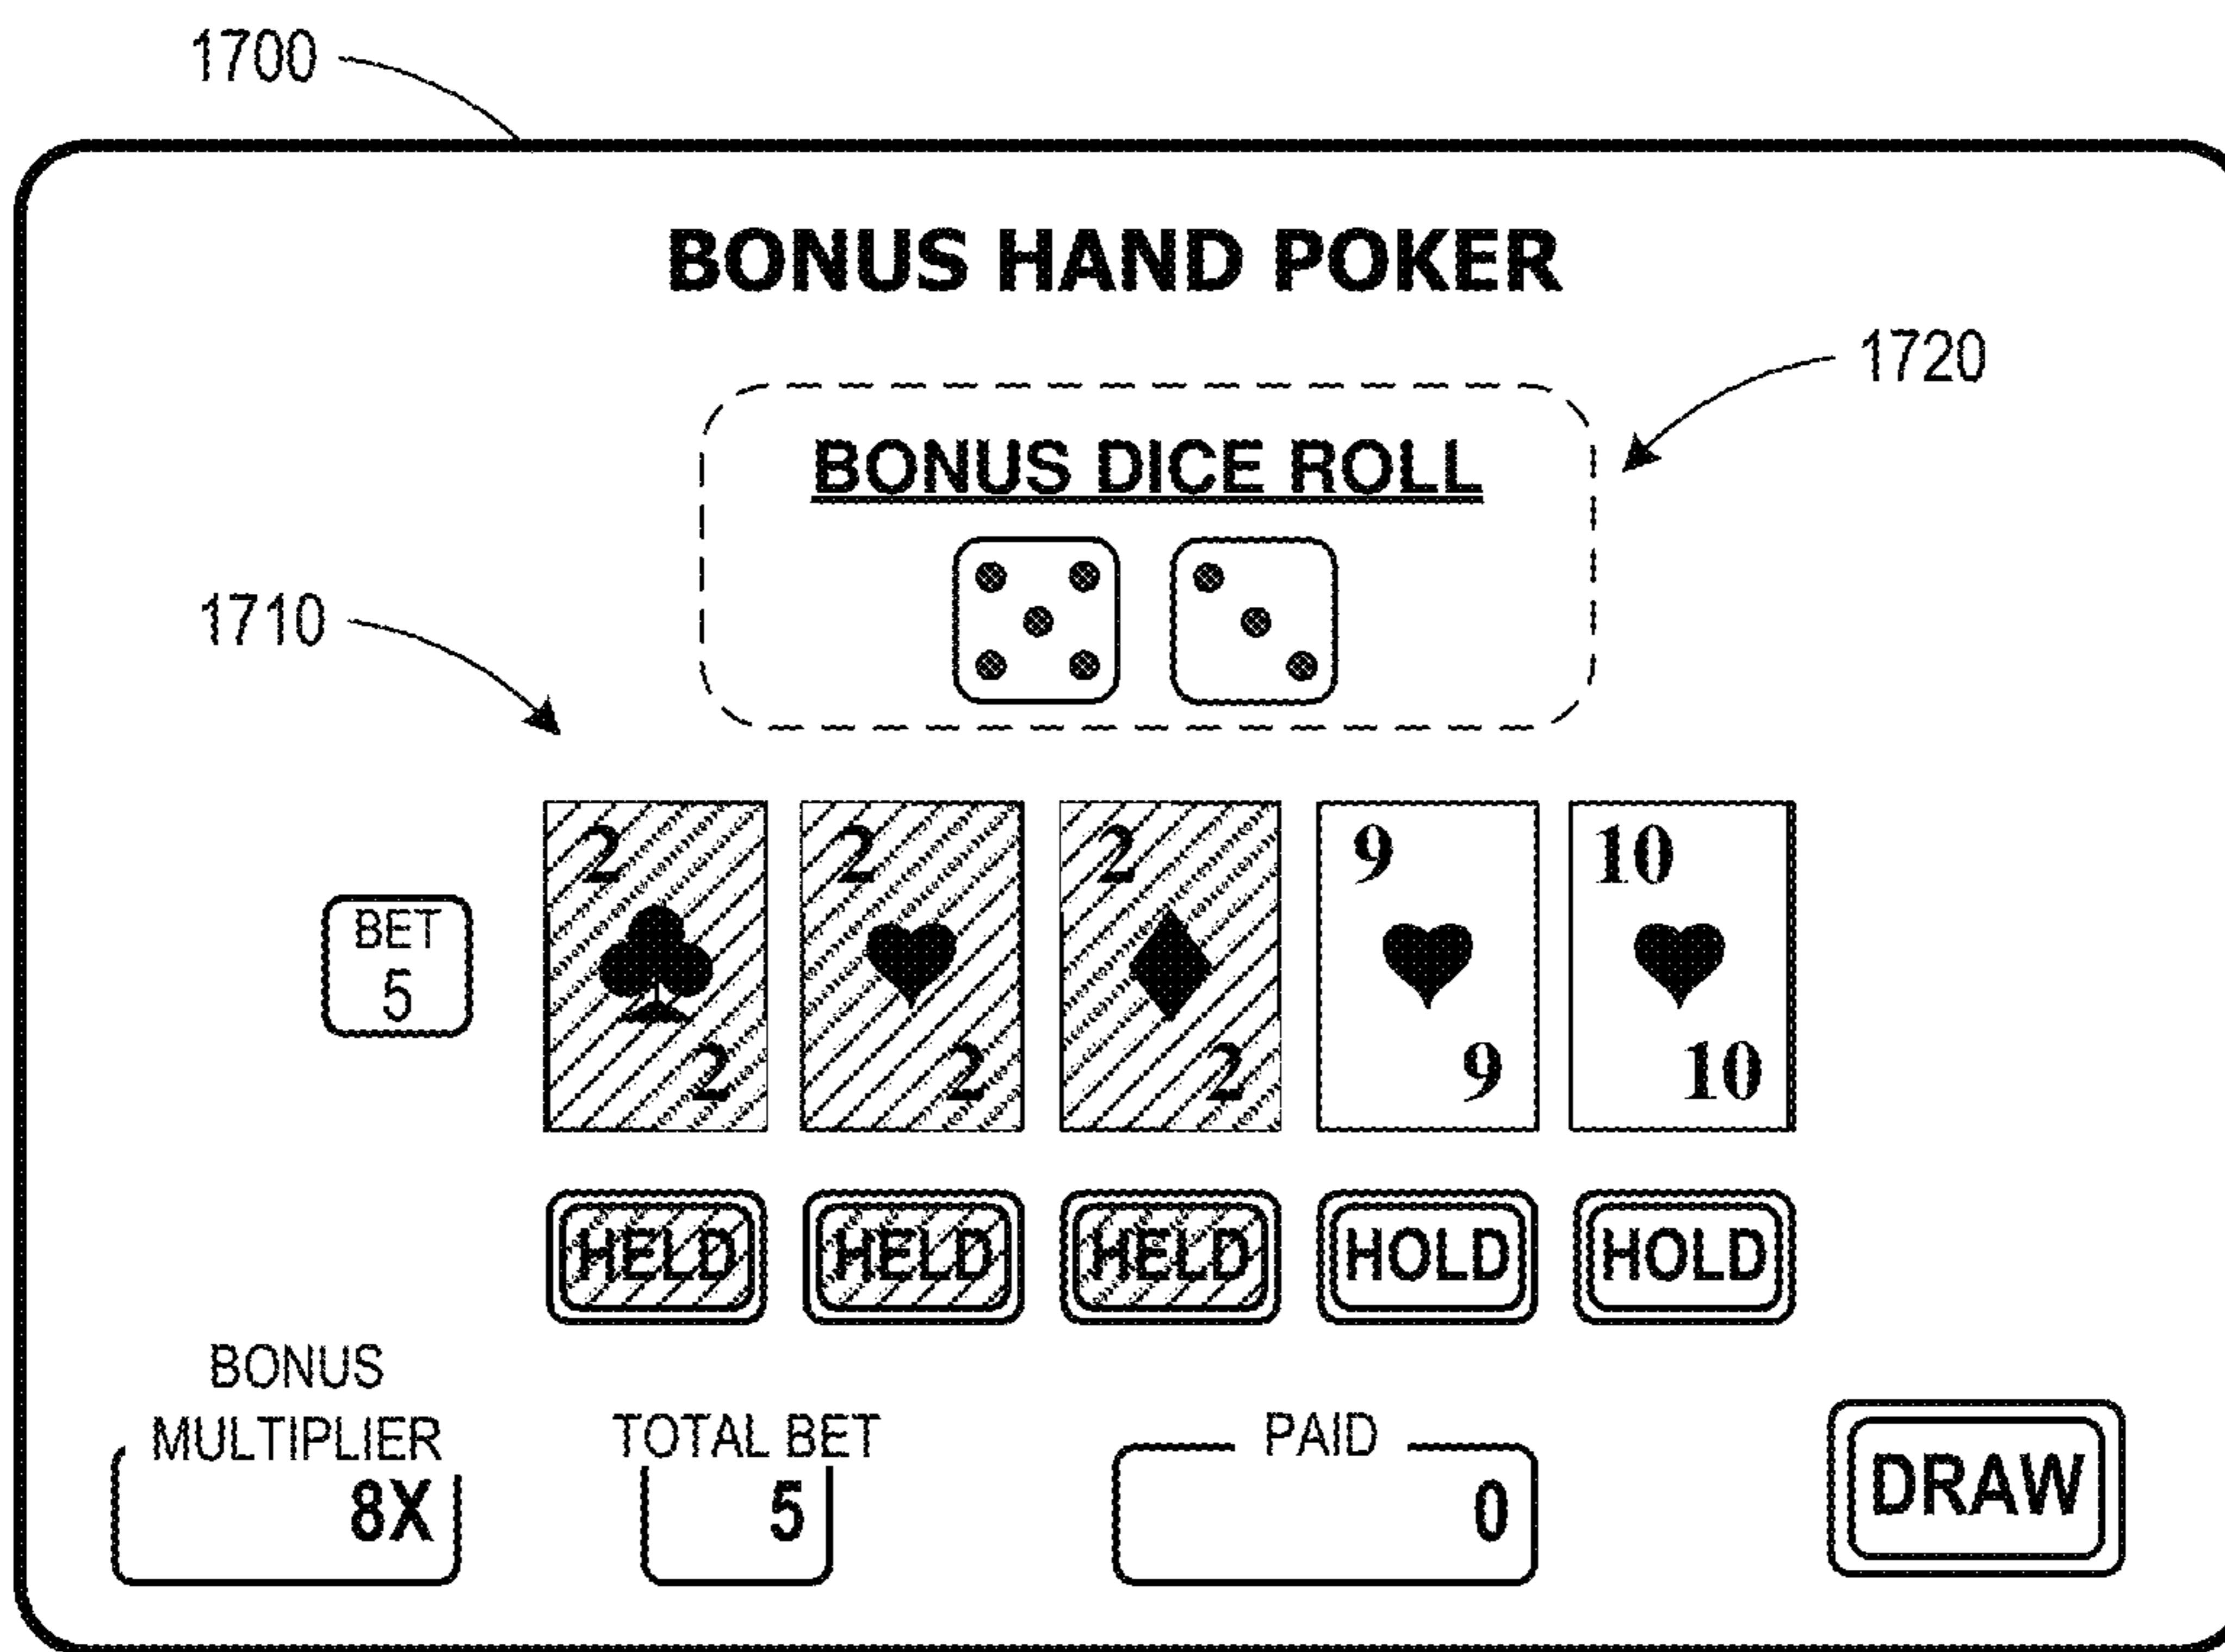 1700
BONUS HAND POKER
1720
BONUS DICE ROLL
1710
2 2 2 9 10
BET
5
2 2 2 9 10
HELD HELD HELD HOLD HOLD
BONUS
MULTIPLIER TOTAL BET PAID
8X 5 0 DRAW